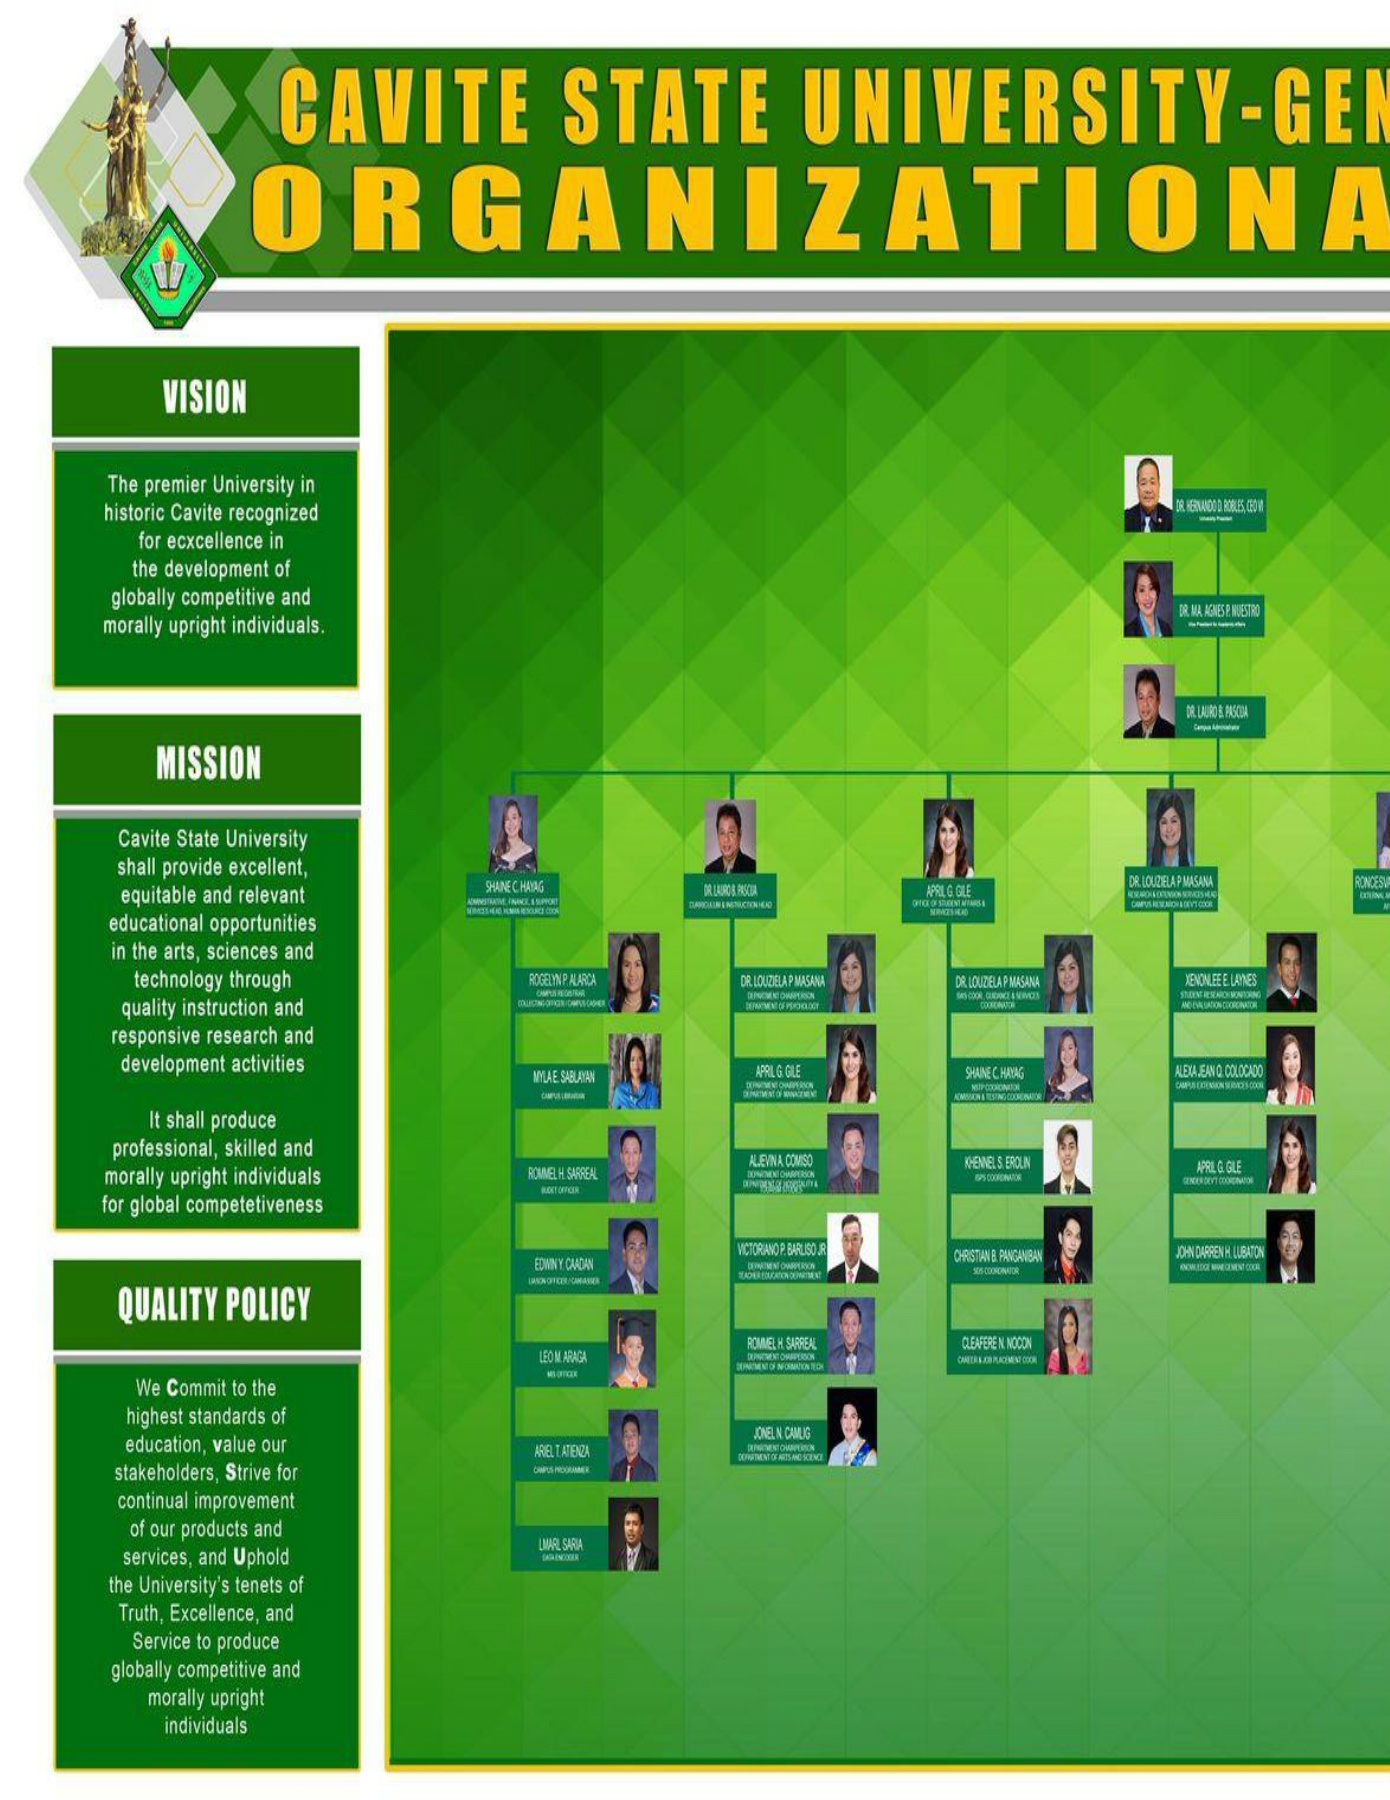 CAVITE STATE UNIVERSITY-GEN
ORGANIZATIONA
VISION
The premier University in
historic Cavite recognized
for ecxcellence in
the development of
globally competitive and
morally upright individuals.
MISSION
Cavite State University
shall provide excellent,
equitable and relevant
educational opportunities
in the arts, sciences and
technology through
quality instruction and
responsive research and
development activities
It shall produce
professional, skilled and
morally upright individuals
for global competetiveness
QUALITY POLICY
We Commit to the
highest standards of
education, value our
stakeholders, Strive for
continual improvement
of our products and
services, and Uphold
the University's tenets of
Truth, Excellence, and
Service to produce
globally competitive and
morally upright
individuals
DR. HERNANDO D. ROBLES, CEO VI
University President
DR. MA. AGNES P. NUESTRO
Vice President for Academic Affairs
DR. LAURO B. PASCUA
Campus Administrator
SHAINE C. HAYAG
ADMINISTRATIVE, FINANCE, & SUPPORT
SERVICES HEAD, HUMAN RESOURCE COOR
ROGELYN P. ALARCA
CAMPUS REGISTRAR
COLLECTING OFFICER / CAMPUS CASHIER
MYLA E. SABLAYAN
CAMPUS LIBRARIAN
ROMMEL H. SARREAL
BUDET OFFICER
EDWIN Y. CAADAN
LIAISON OFFICER / CANVASSER
LEO M. ARAGA
MIS OFFICER
ARIEL T. ATIENZA
CAMPUS PROGRAMMER
LMARL SARIA
DATA ENCODER
DR. LAURO B. PASCUA
CURRICULUM & INSTRUCTION HEAD
DR. LOUZIELA P MASANA
DEPARTMENT CHAIRPERSON
DEPARTMENT OF PSYCHOLOGY
APRIL G. GILE
DEPARTMENT CHAIRPERSON
DEPARTMENT OF MANAGEMENT
ALJEVIN A. COMISO
DEPARTMENT CHAIRPERSON
DEPARTMENT OF HOSPITALITY &
TOURISM STUDIES
VICTORIANO P. BARLISO JR
DEPARTMENT CHAIRPERSON
TEACHER EDUCATION DEPARTMENT
ROMMEL H. SARREAL
DEPARTMENT CHAIRPERSON
DEPARTMENT OF INFORMATION TECH
JONEL N. CAMLIG
DEPARTMENT CHAIRPERSON
DEPARTMENT OF ARTS AND SCIENCE
APRIL G. GILE
OFFICE OF STUDENT AFFAIRS &
SERVICES HEAD
DR. LOUZIELA P MASANA
SWS COOR., GUIDANCE & SERVICES
COORDINATOR
SHAINE C. HAYAG
NSTP COORDINATOR
ADMISSION & TESTING COORDINATOR
KHENNEL S. EROLIN
ISPS COORDINATOR
CHRISTIAN B. PANGANIBAN
SDS COORDINATOR
CLEAFERE N. NOCON
CAREER & JOB PLACEMENT COOR
DR. LOUZIELA P MASANA
RESEARCH & EXTENSION SERVICES HEAD
CAMPUS RESEARCH & DEV'T COOR
XENONLEE E. LAYNES
STUDENT RESEARCH MONITORING
AND EVALUATION COORDINATOR
ALEXA JEAN Q. COLOCADO
CAMPUS EXTENSION SERVICES COOR
APRIL G. GILE
GENDER DEV'T COORDINATOR
JOHN DARREN H. LUBATON
KNOWLEDGE MANEGEMENT COOR
RONCESVA
EXTERNAL A
AF